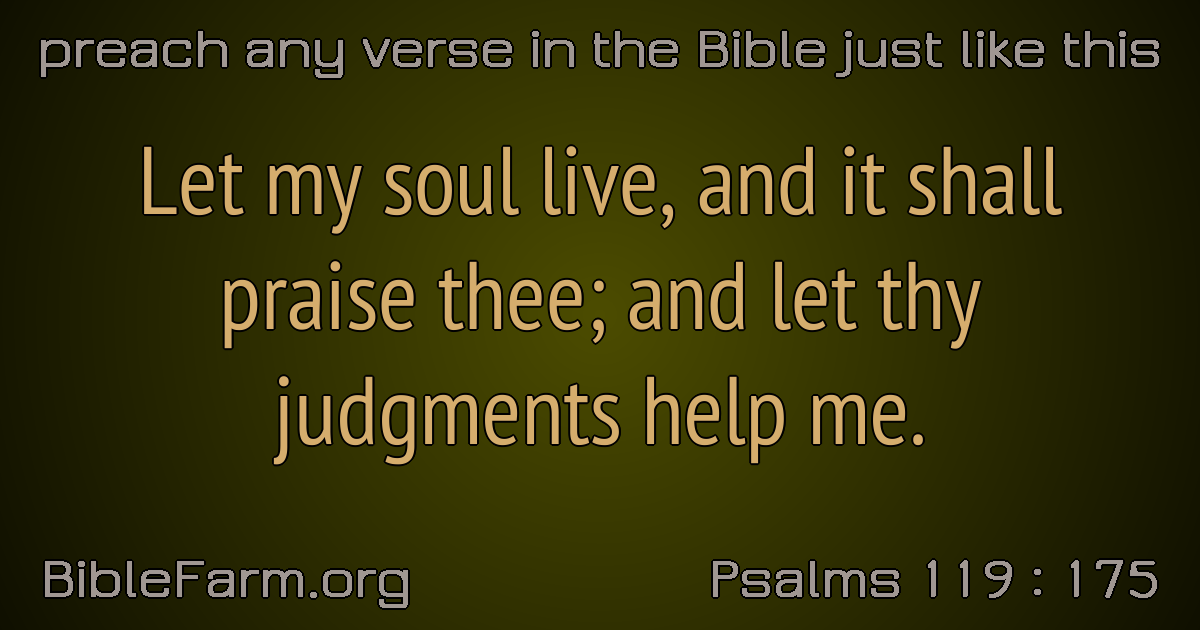 preach any verse in the Bible just like this
Let my soul live, and it shall
praise thee; and let thy
judgments help me.
BibleFarm.org
Psalms 119 : 175